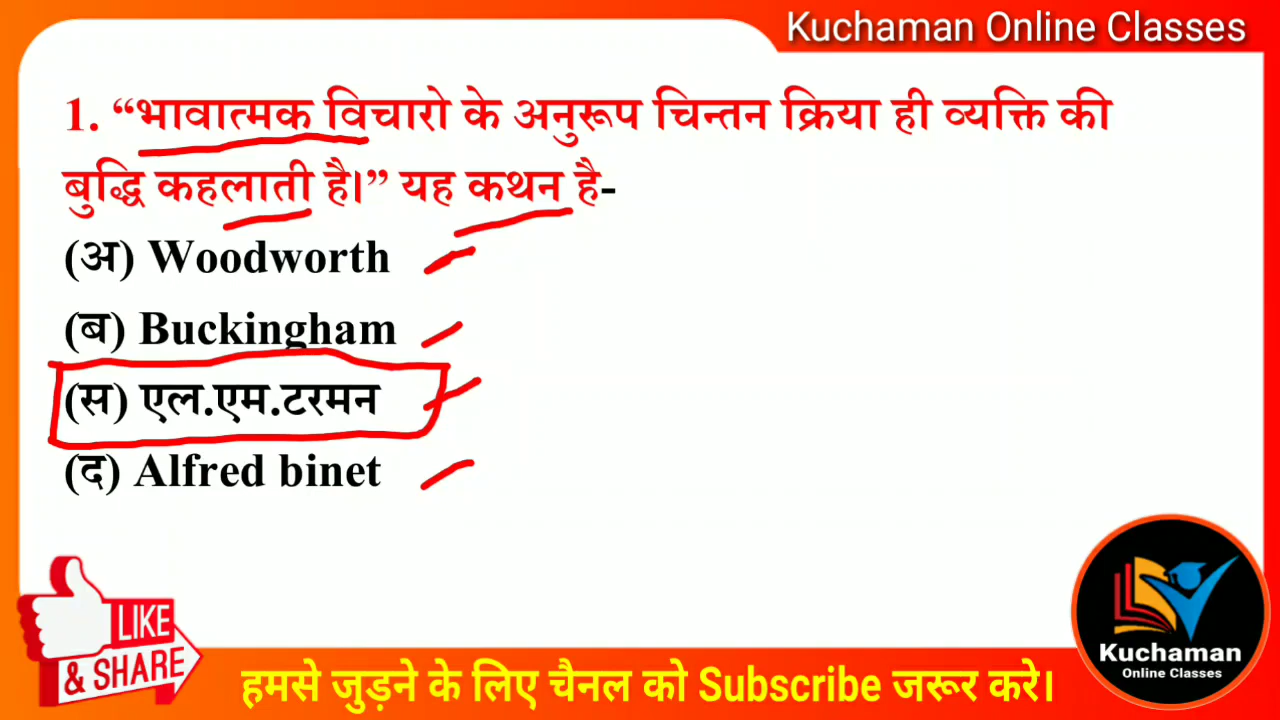 Kuchaman Online Classes
1. “भावात्मक विचारो के अनुरूप चिन्तन क्रिया ही व्यक्ति की
बुद्धि कहलाती है।” यह कथन है-
(अ) Woodworth
(ब) Buckingham
(स) एल.एम.टरमन
(द) Alfred binet
LIKE
& SHARE
Kuchaman
Online Classes
हमसे जुड़ने के लिए चैनल को Subscribe जरूर करे।